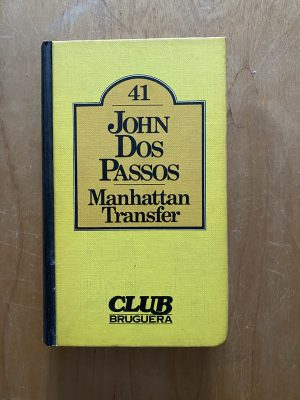 41
JOHN
DOS
PASSOS
Manhattan
Transfer
CLUB
BRUGUERA